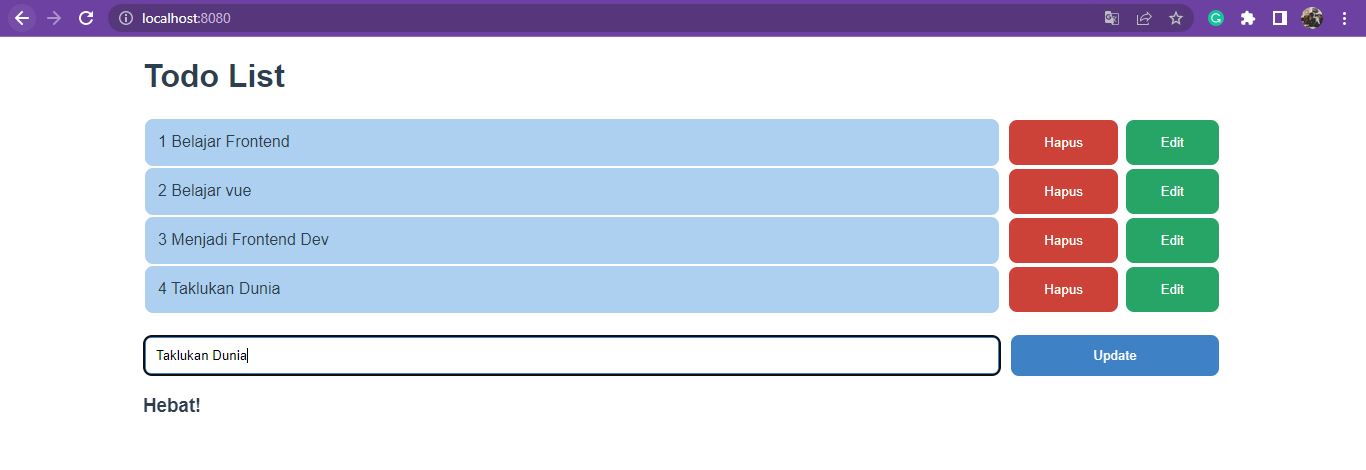 localhost:8080
Todo List
1 Belajar Frontend Hapus Edit
2 Belajar vue Hapus Edit
3 Menjadi Frontend Dev Hapus Edit
4 Taklukan Dunia Hapus Edit
Taklukan Dunia Update
Hebat!